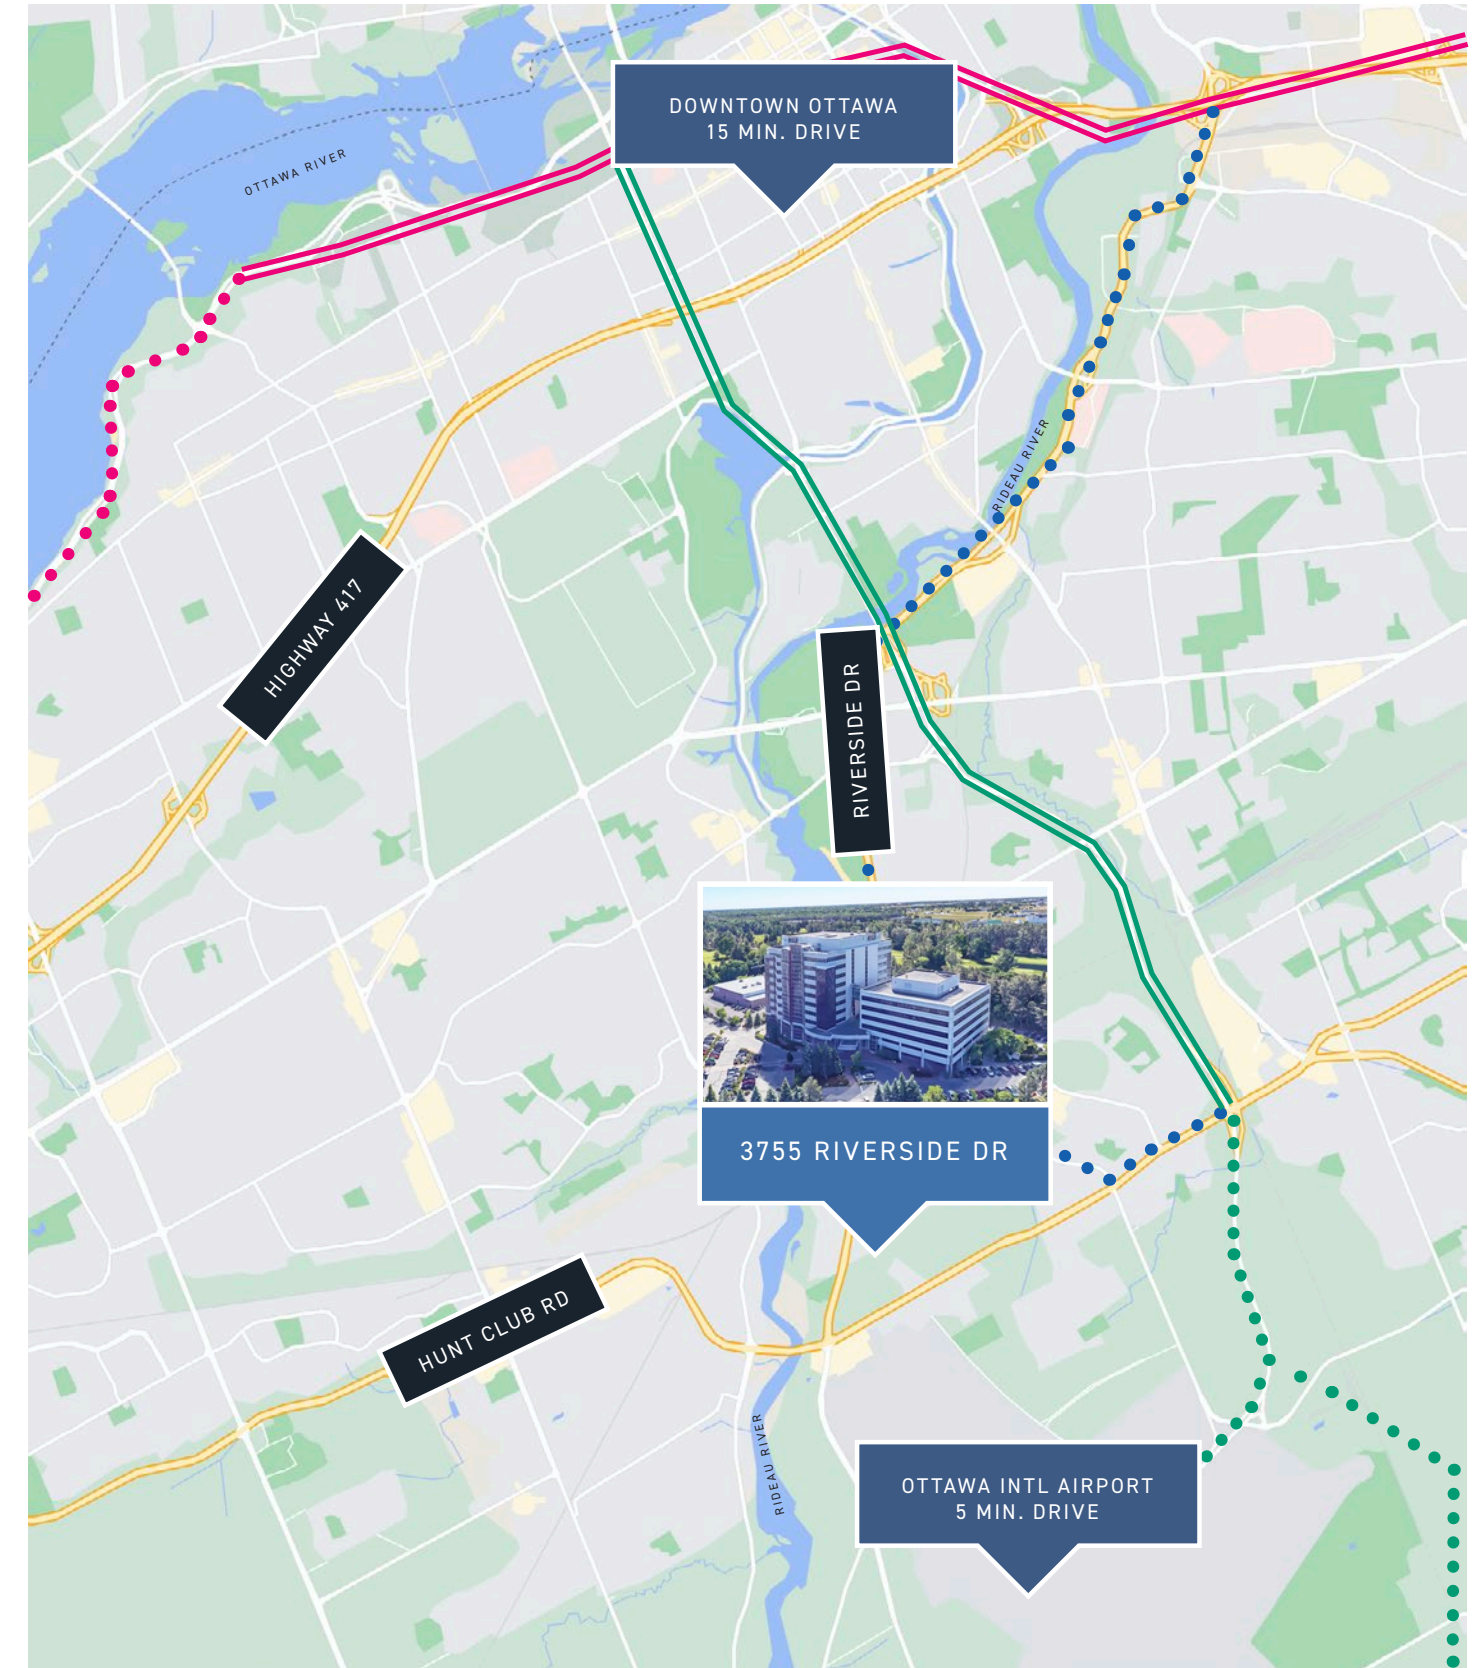 DOWNTOWN OTTAWA
15 MIN. DRIVE
OTTAWA RIVER
RIDEAU RIVER
HIGHWAY 417
RIVERSIDE DR
3755 RIVERSIDE DR
HUNT CLUB RD
RIDEAU RIVER
OTTAWA INTL AIRPORT
5 MIN. DRIVE